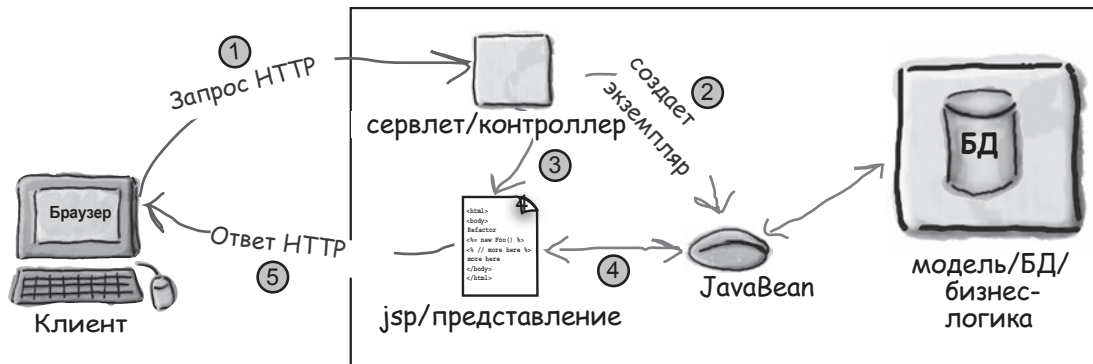 1
Запрос HTTP
сервлет/контроллер
2
создает
экземпляр
3
БД
Браузер
Ответ HTTP
5
<html>
<body>
Refactor
<%= new Foo() %>
<% // more here %>
more here
</body>
</html>
4
JavaBean
модель/БД/
бизнес-
логика
Клиент
jsp/представление